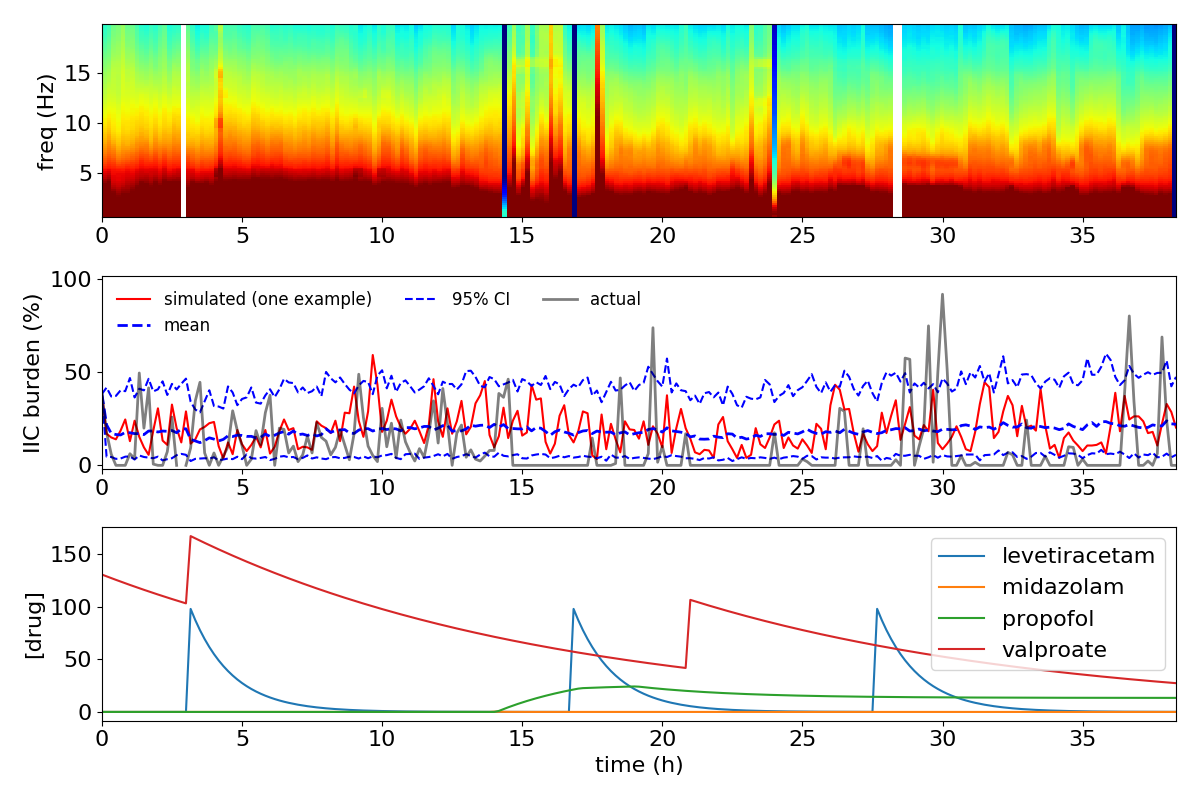 freq (Hz)
15
10
5
0 5 10 15 20 25 30 35
IIC burden (%)
100
50
0
simulated (one example) 95% CI actual
mean
0 5 10 15 20 25 30 35
[drug]
150
100
50
0
levetiracetam
midazolam
propofol
valproate
0 5 10 15 20 25 30 35
time (h)